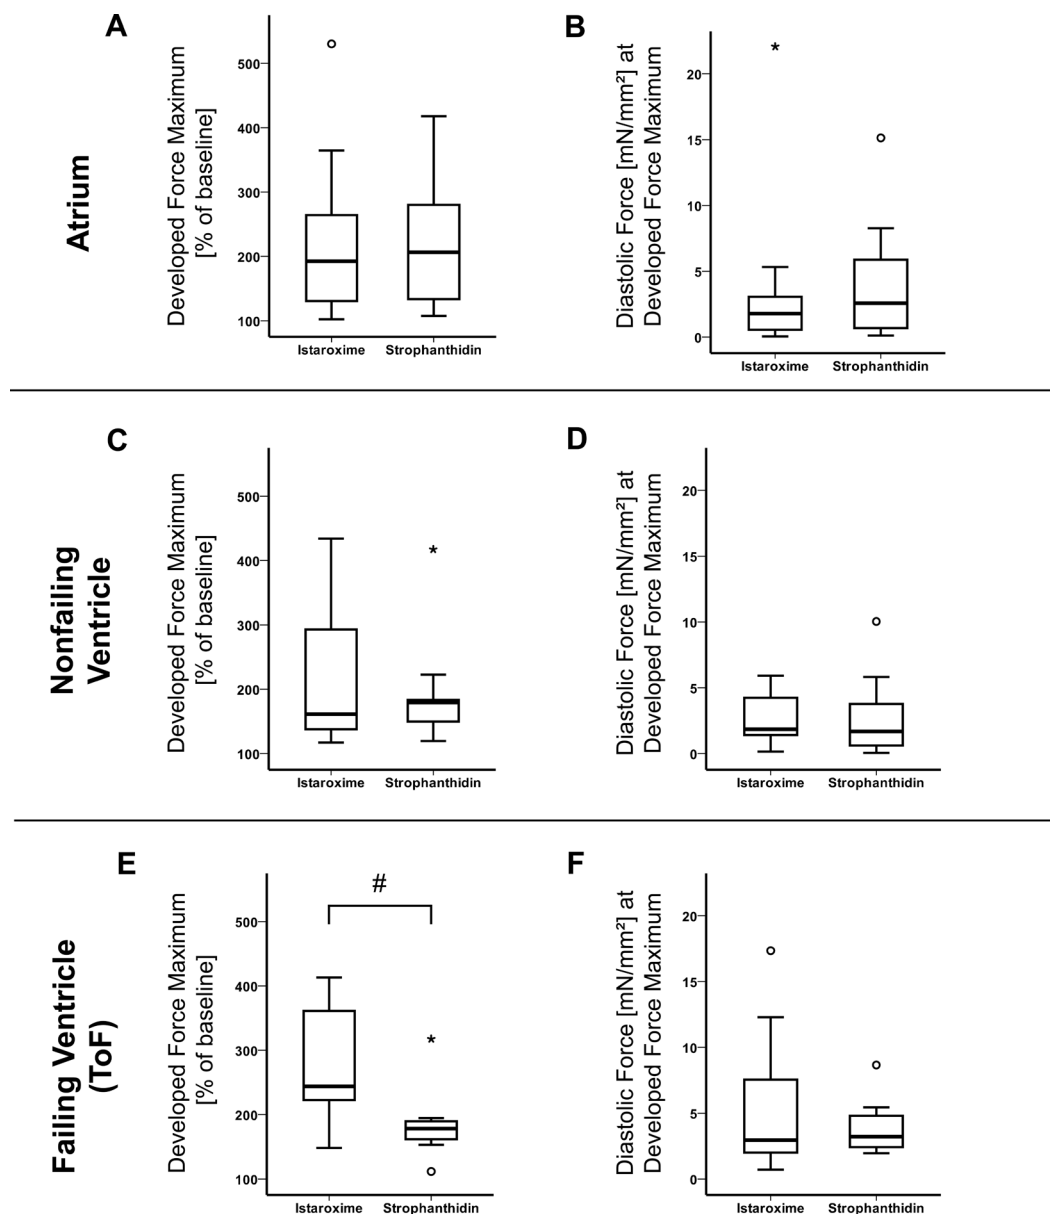 A
Developed Force Maximum
[% of baseline]
500
400
300
200
100
Istaroxime Strophanthidin
B
Diastolic Force [mN/mm²] at
Developed Force Maximum
*
20
15
10
5
0
Istaroxime Strophanthidin
Atrium
C
Developed Force Maximum
[% of baseline]
500
400
300
200
100
*
Istaroxime Strophanthidin
D
Diastolic Force [mN/mm²] at
Developed Force Maximum
20
15
10
5
0
Istaroxime Strophanthidin
Nonfailing
Ventricle
E
Developed Force Maximum
[% of baseline]
#
500
400
300
200
100
*
Istaroxime Strophanthidin
F
Diastolic Force [mN/mm²] at
Developed Force Maximum
20
15
10
5
0
Istaroxime Strophanthidin
Failing Ventricle
(ToF)